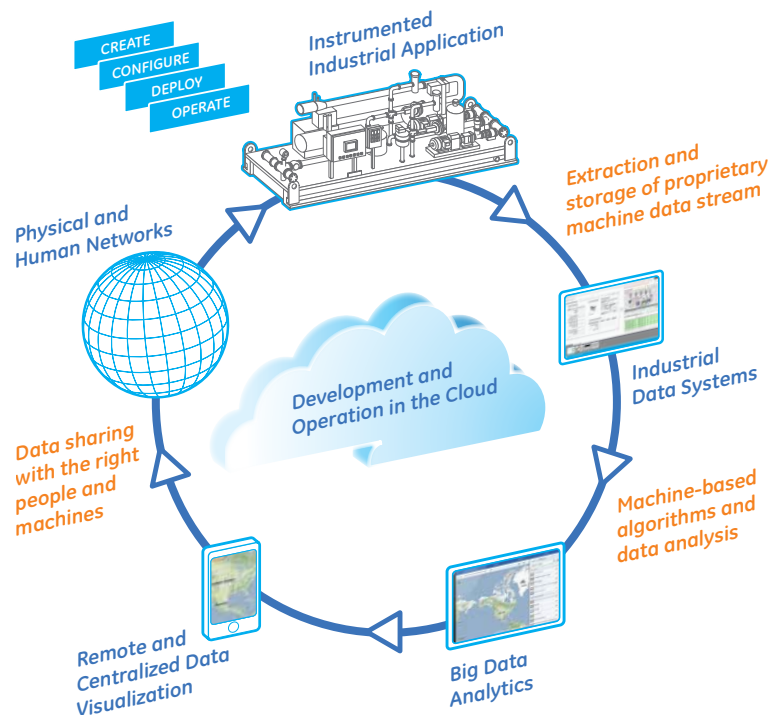 CREATE
CONFIGURE
DEPLOY
OPERATE
Instrumented
Industrial Application
Extraction and
storage of proprietary
machine data stream
Physical and
Human Networks
Development and
Operation in the Cloud
Industrial
Data Systems
Data sharing
with the right
people and
machines
Machine-based
algorithms and
data analysis
Remote and
Centralized Data
Visualization
Big Data
Analytics